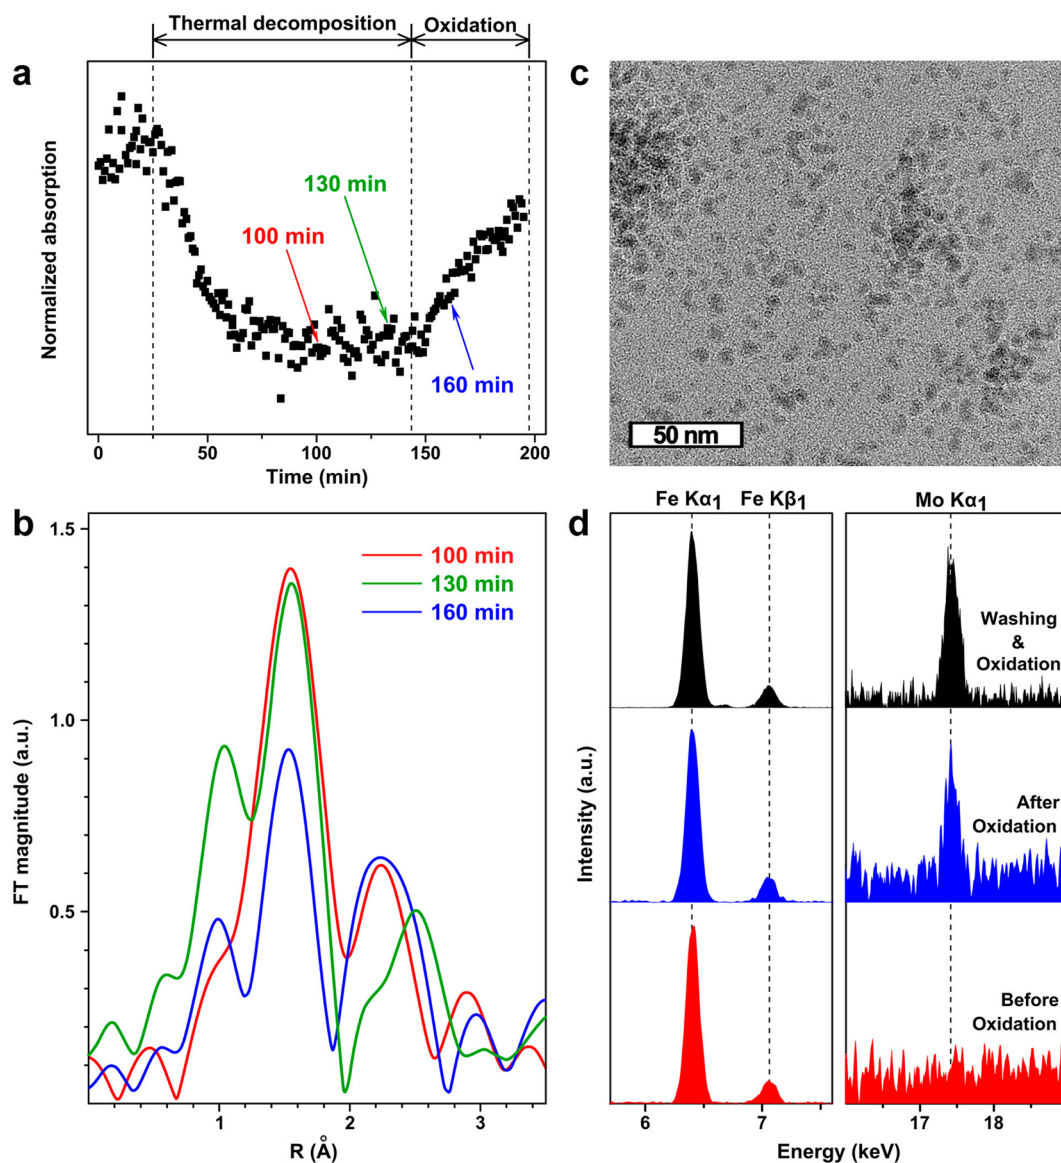 Thermal decomposition Oxidation
a
Normalized absorption
130 min
100 min
160 min
0 50 100 150 200
Time (min)
c
50 nm
b
1.5
1.0
0.5
FT magnitude (a.u.)
100 min
130 min
160 min
0 1 2 3
R (Å)
d
Fe Kα1 Fe Kβ1 Mo Kα1
Intensity (a.u.)
Washing
&
Oxidation
After
Oxidation
Before
Oxidation
6 7 17 18
Energy (keV)